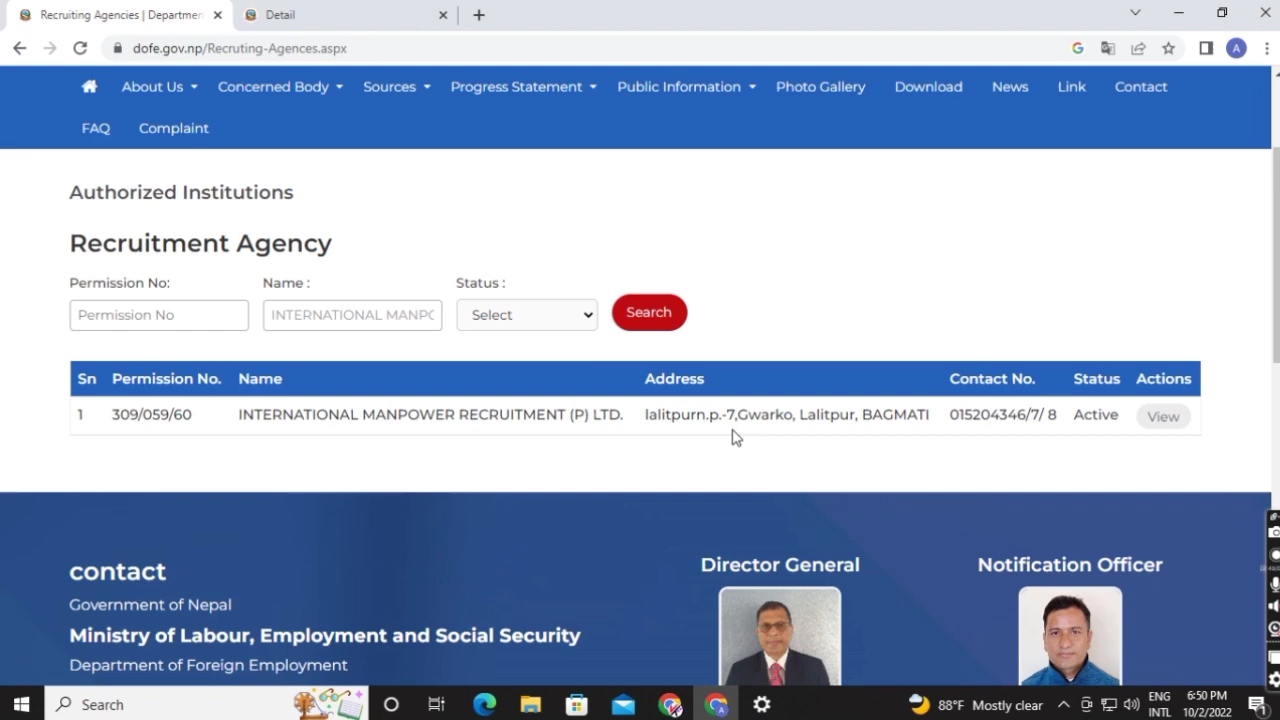 Recruiting Agencies | Departmen
Detail
dofe.gov.np/Recruting-Agences.aspx
A
About Us
Concerned Body
Sources
Progress Statement
Public Information
Photo Gallery
Download
News
Link
Contact
FAQ
Complaint
Authorized Institutions
Recruitment Agency
Permission No:
Name :
Status :
Permission No
INTERNATIONAL MANPO
Select
Search
Sn Permission No. Name Address Contact No. Status Actions
1 309/059/60 INTERNATIONAL MANPOWER RECRUITMENT (P) LTD. lalitpurn.p.-7,Gwarko, Lalitpur, BAGMATI 015204346/7/ 8 Active View
contact
Director General
Notification Officer
Government of Nepal
Ministry of Labour, Employment and Social Security
Department of Foreign Employment
Search
88°F Mostly clear
ENG
INTL
6:50 PM
10/2/2022
1